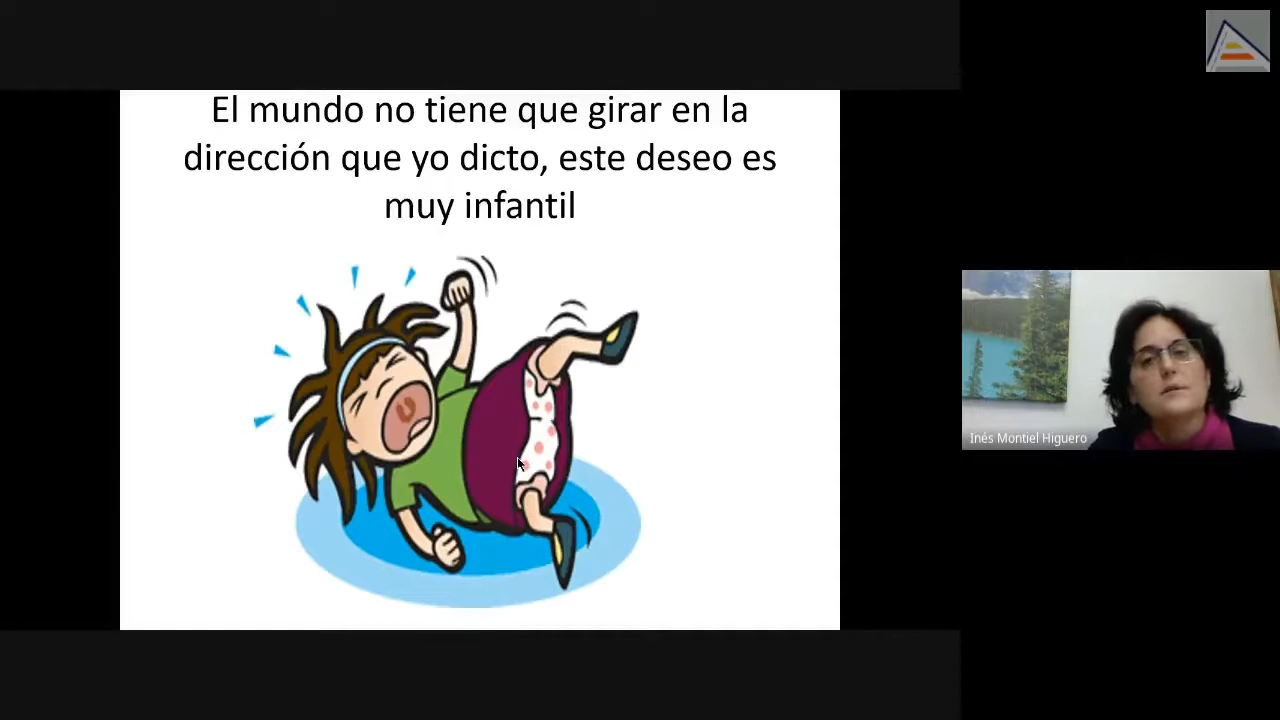 El mundo no tiene que girar en la
dirección que yo dicto, este deseo es
muy infantil
Inés Montiel Higuero